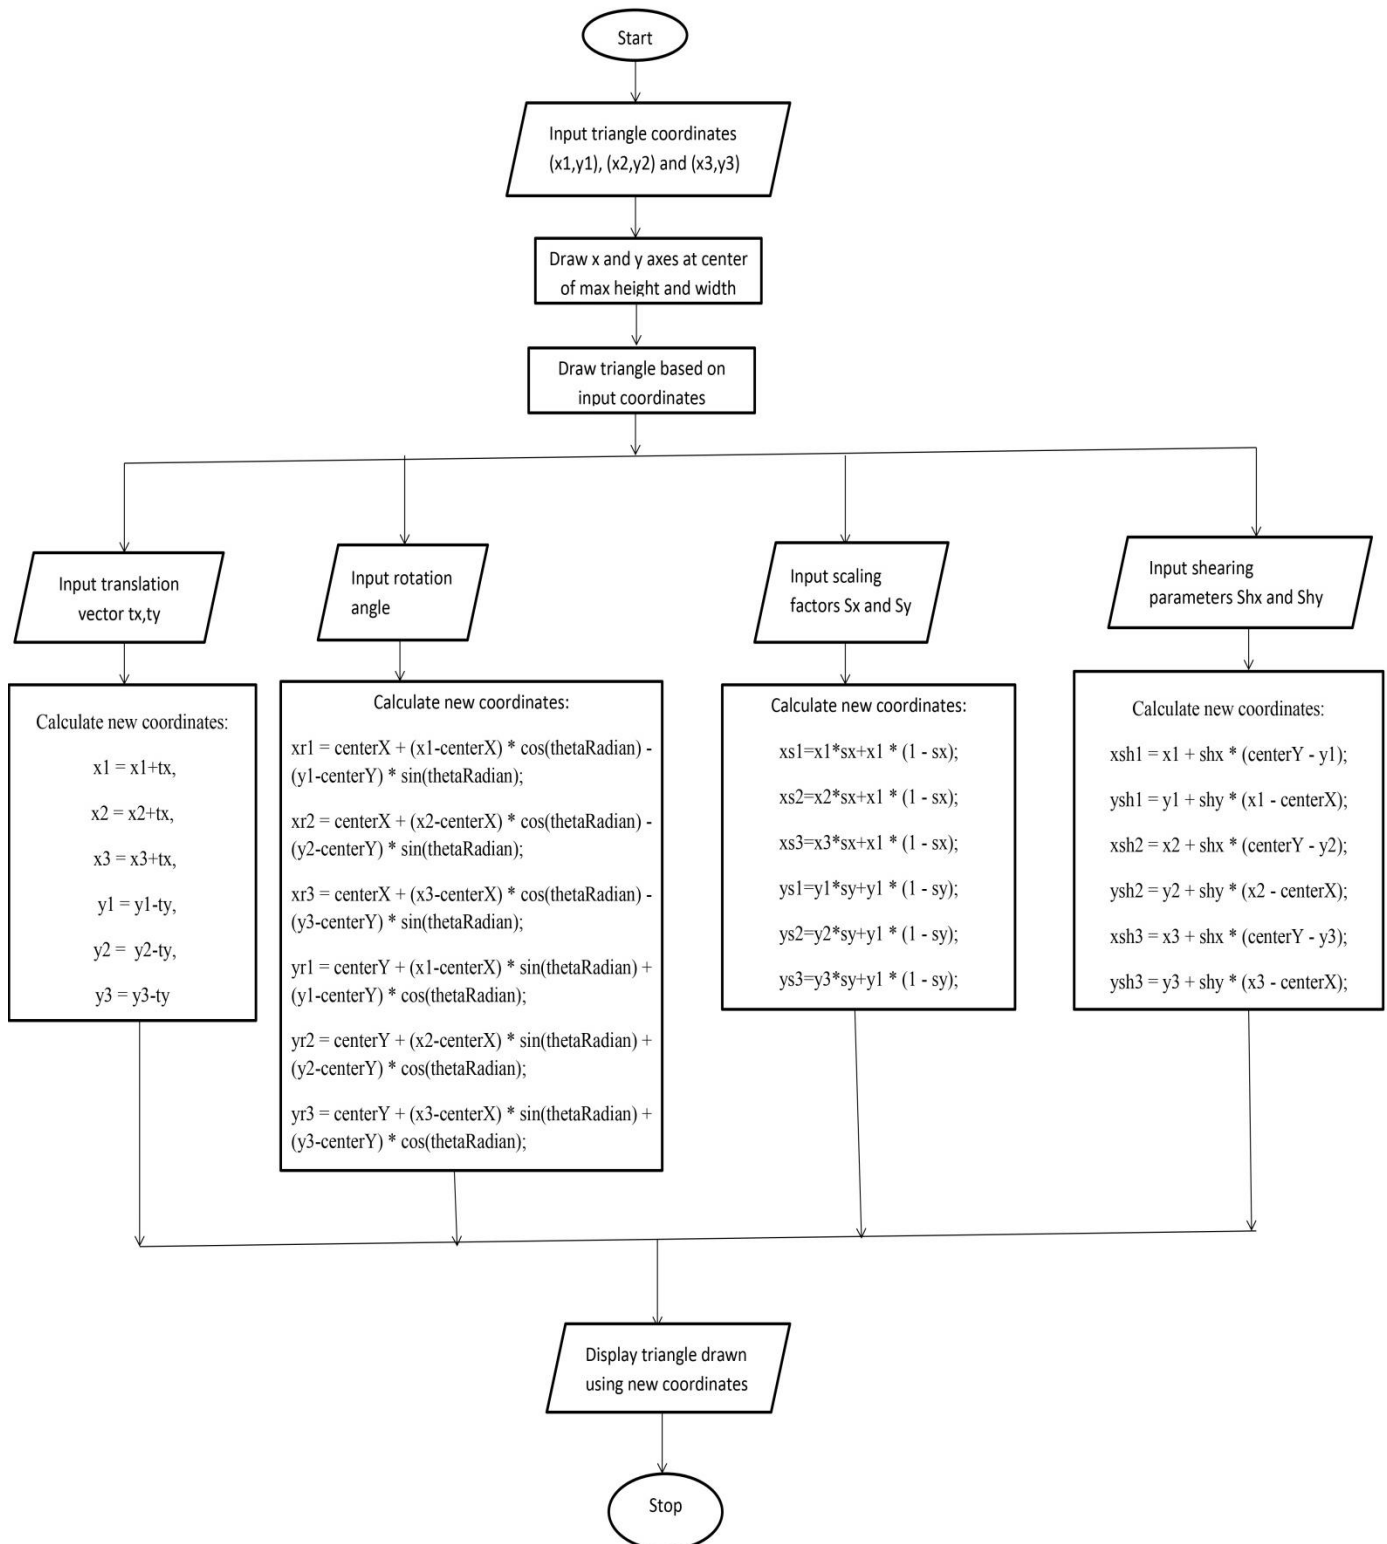 Start
Input triangle coordinates
(x1,y1), (x2,y2) and (x3,y3)
Draw x and y axes at center
of max height and width
Draw triangle based on
input coordinates
Input translation
vector tx,ty
Input rotation
angle
Input scaling
factors Sx and Sy
Input shearing
parameters Shx and Shy
Calculate new coordinates:
x1 = x1+tx,
x2 = x2+tx,
x3 = x3+tx,
y1 = y1-ty,
y2 =  y2-ty,
y3 = y3-ty
Calculate new coordinates:
xr1 = centerX + (x1-centerX) * cos(thetaRadian) -
(y1-centerY) * sin(thetaRadian);
xr2 = centerX + (x2-centerX) * cos(thetaRadian) -
(y2-centerY) * sin(thetaRadian);
xr3 = centerX + (x3-centerX) * cos(thetaRadian) -
(y3-centerY) * sin(thetaRadian);
yr1 = centerY + (x1-centerX) * sin(thetaRadian) +
(y1-centerY) * cos(thetaRadian);
yr2 = centerY + (x2-centerX) * sin(thetaRadian) +
(y2-centerY) * cos(thetaRadian);
yr3 = centerY + (x3-centerX) * sin(thetaRadian) +
(y3-centerY) * cos(thetaRadian);
Calculate new coordinates:
xs1=x1*sx+x1 * (1 - sx);
xs2=x2*sx+x1 * (1 - sx);
xs3=x3*sx+x1 * (1 - sx);
ys1=y1*sy+y1 * (1 - sy);
ys2=y2*sy+y1 * (1 - sy);
ys3=y3*sy+y1 * (1 - sy);
Calculate new coordinates:
xsh1 = x1 + shx * (centerY - y1);
ysh1 = y1 + shy * (x1 - centerX);
xsh2 = x2 + shx * (centerY - y2);
ysh2 = y2 + shy * (x2 - centerX);
xsh3 = x3 + shx * (centerY - y3);
ysh3 = y3 + shy * (x3 - centerX);
Display triangle drawn
using new coordinates
Stop